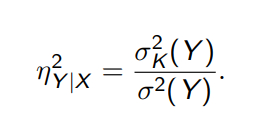 η²_{Y|X} = σ²_K(Y) / σ²(Y).